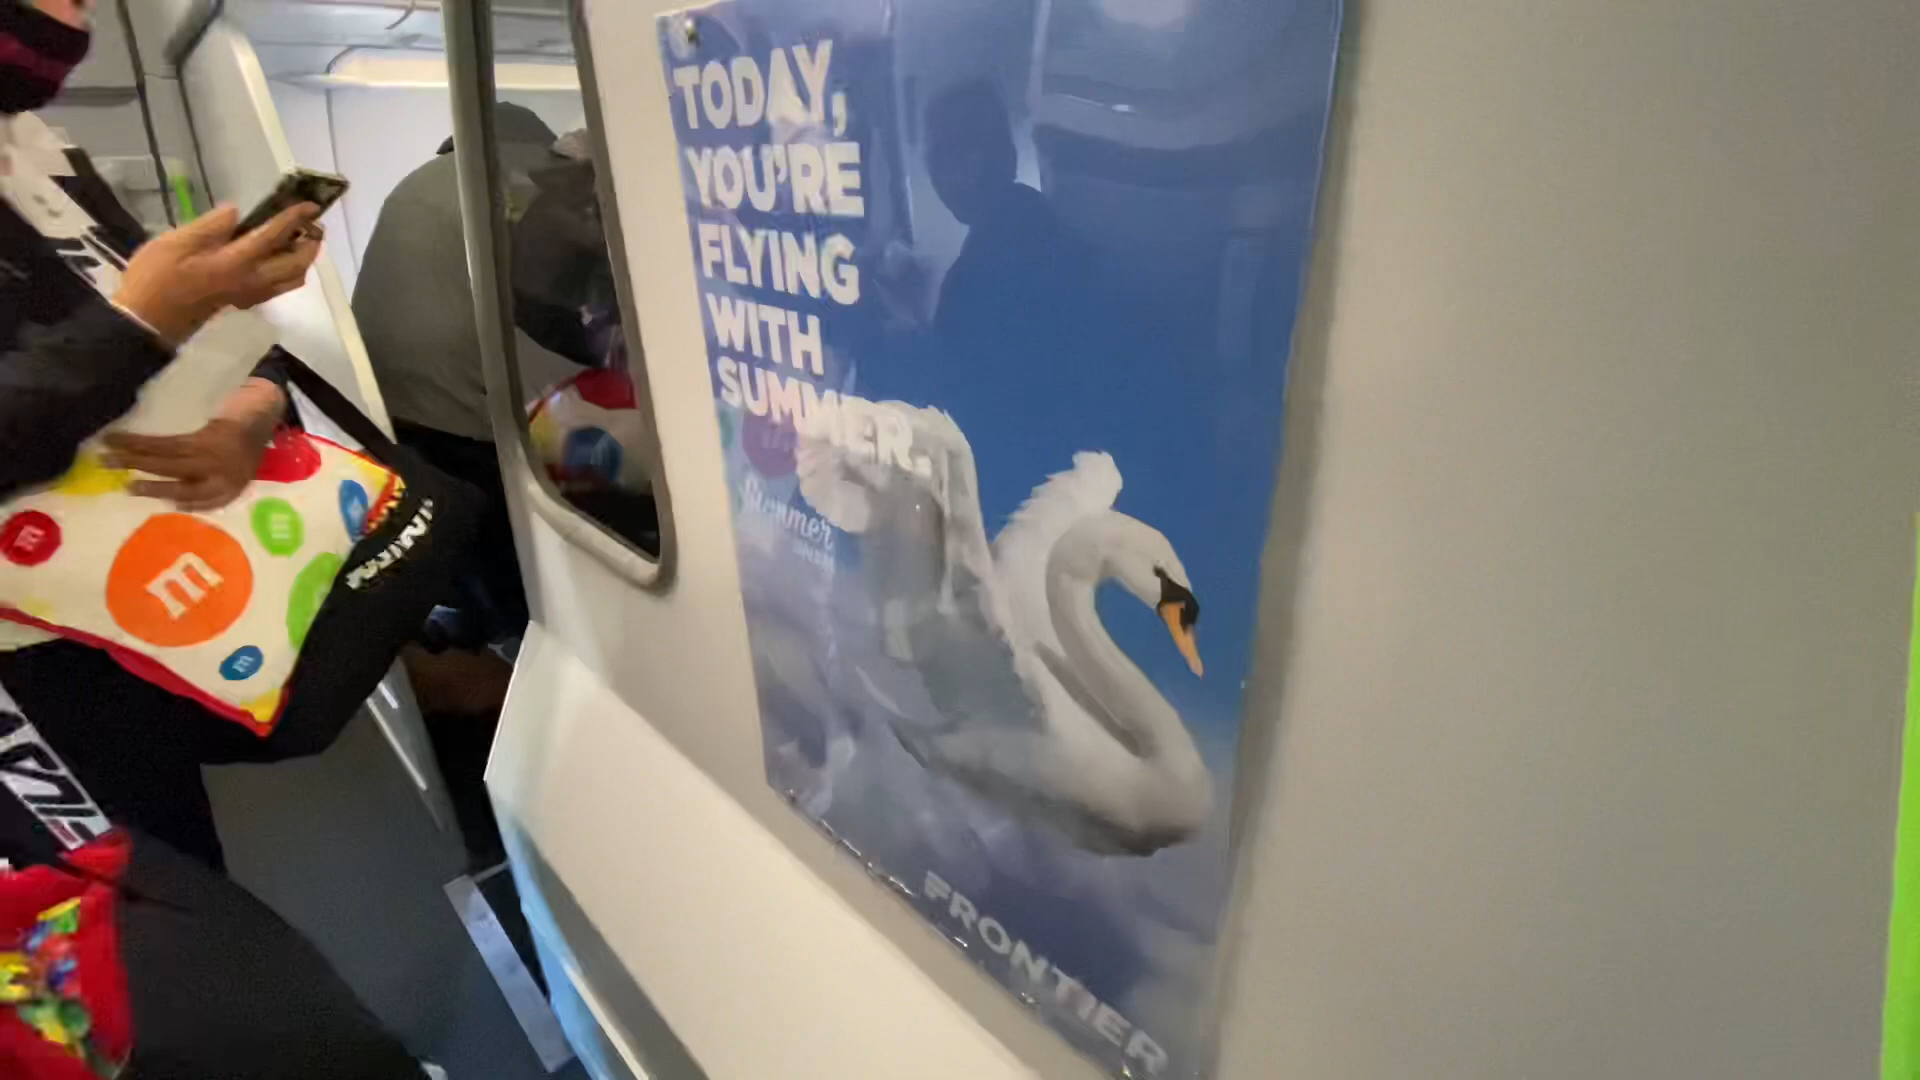 TODAY,
YOU'RE
FLYING
WITH
SUMMER.
Summer
FRONTIER
m
m
m
m